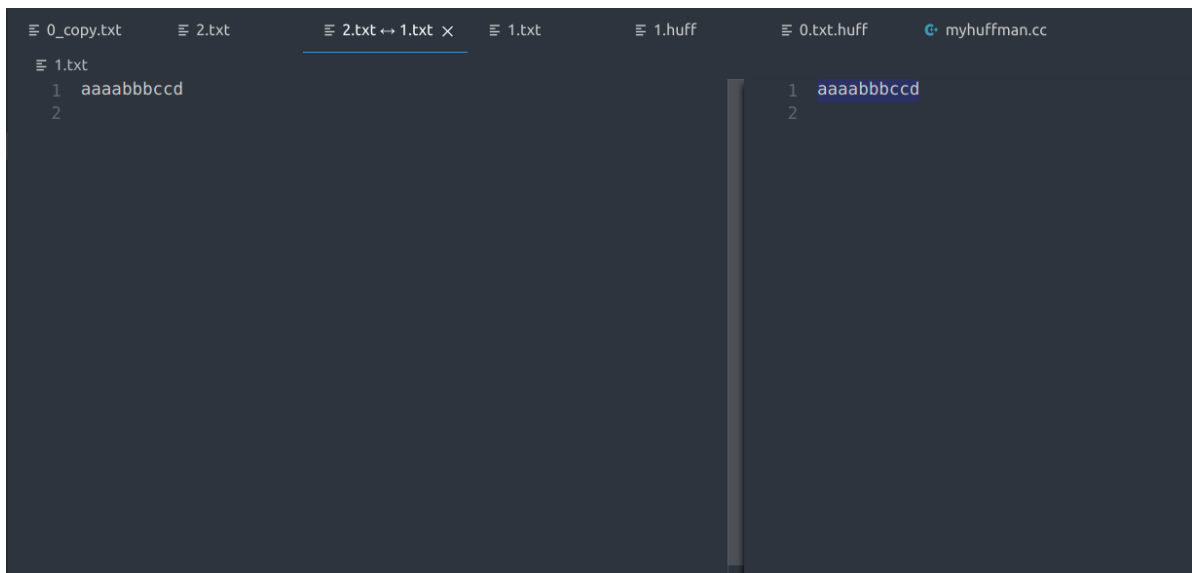 0_copy.txt 2.txt 2.txt ↔ 1.txt × 1.txt 1.huff 0.txt.huff myhuffman.cc
1.txt
1 aaaabbbccd
2
1 aaaabbbccd
2